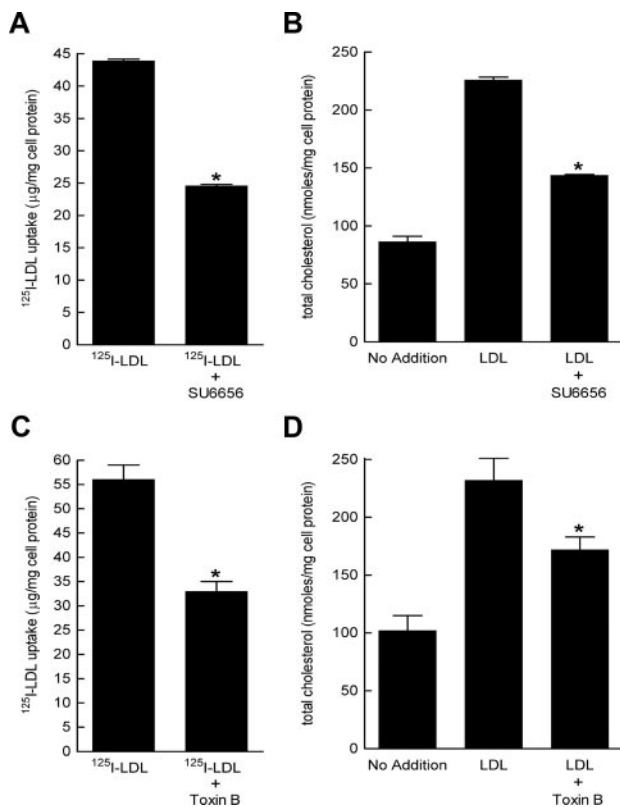 A
¹²⁵I-LDL uptake (µg/mg cell protein)
45
40
35
30
25
20
15
10
5
0
*
¹²⁵I-LDL
¹²⁵I-LDL
+
SU6656
B
total cholesterol (nmoles/mg cell protein)
250
200
150
100
50
0
*
No Addition
LDL
LDL
+
SU6656
C
¹²⁵I-LDL uptake (µg/mg cell protein)
60
55
50
45
40
35
30
25
20
15
10
5
0
*
¹²⁵I-LDL
¹²⁵I-LDL
+
Toxin B
D
total cholesterol (nmoles/mg cell protein)
250
200
150
100
50
0
*
No Addition
LDL
LDL
+
Toxin B